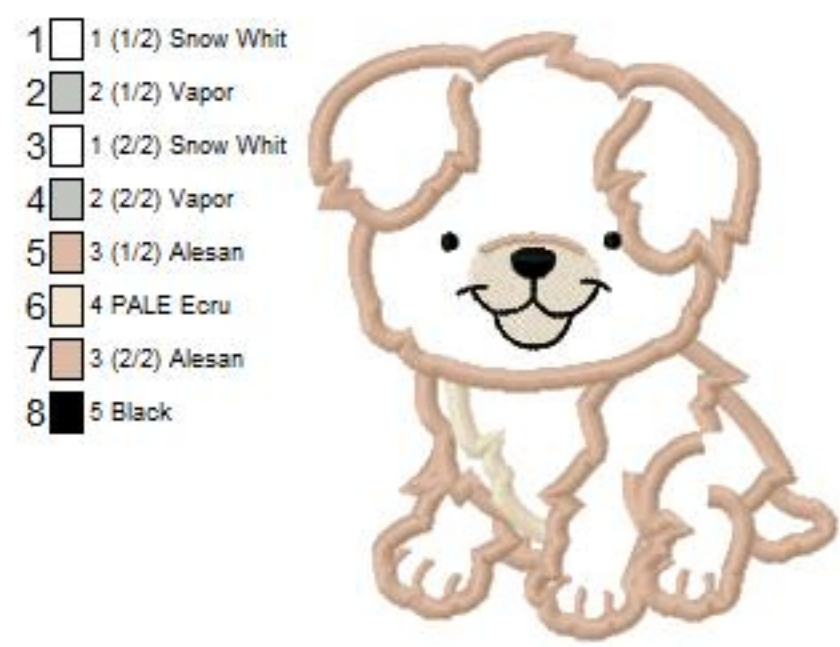 1 1 (1/2) Snow Whit
2 2 (1/2) Vapor
3 1 (2/2) Snow Whit
4 2 (2/2) Vapor
5 3 (1/2) Alesan
6 4 PALE Ecru
7 3 (2/2) Alesan
8 5 Black